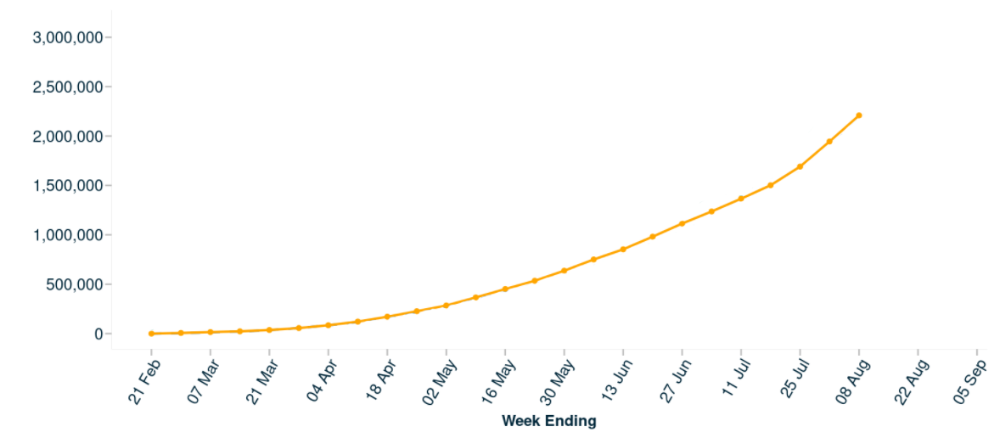 3,000,000
2,500,000
2,000,000
1,500,000
1,000,000
500,000
0
21 Feb
07 Mar
21 Mar
04 Apr
18 Apr
02 May
16 May
30 May
13 Jun
27 Jun
11 Jul
25 Jul
08 Aug
22 Aug
05 Sep
Week Ending